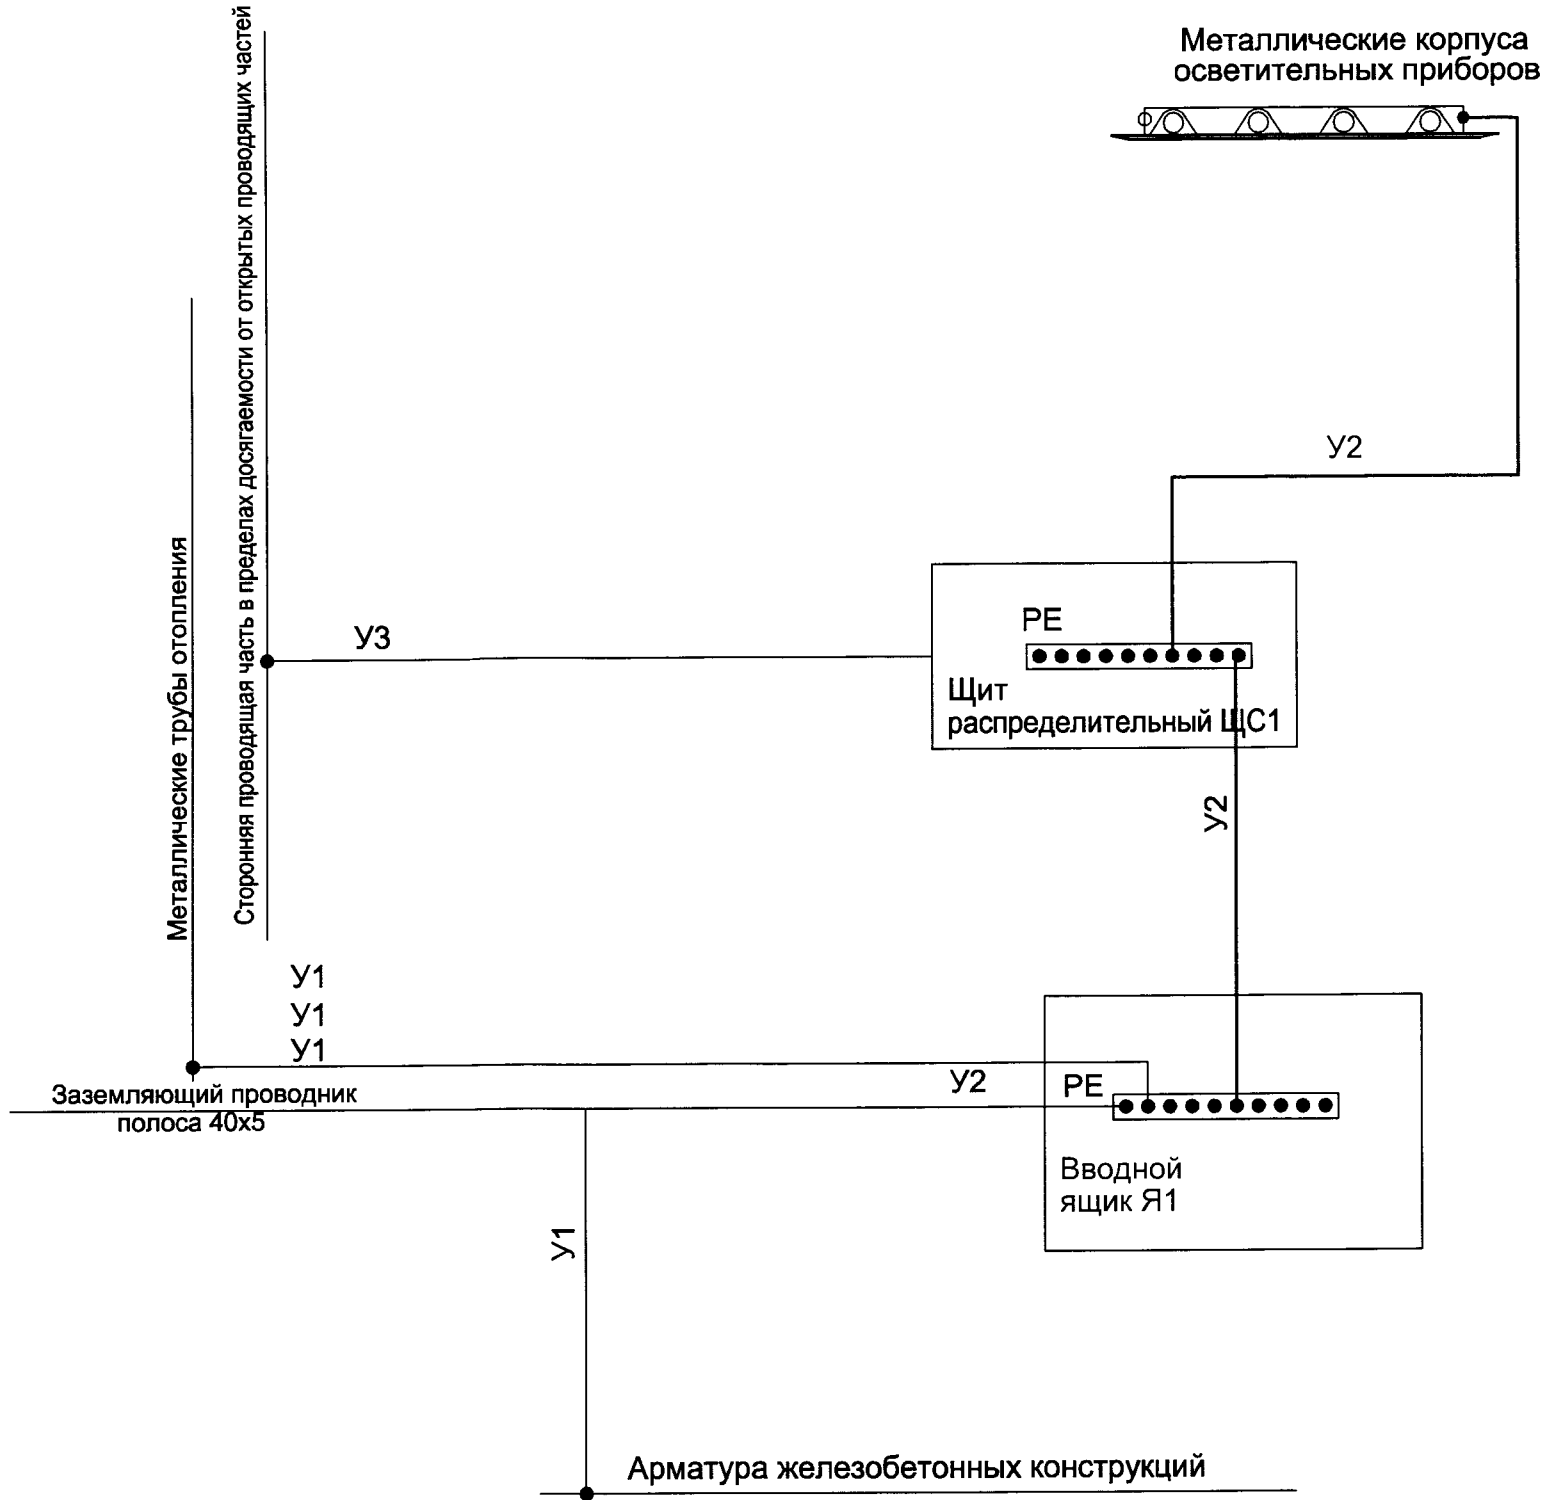 Металлические корпуса
осветительных приборов
Сторонняя проводящая часть в пределах досягаемости от открытых проводящих частей
Металлические трубы отопления
У2
У3
PE
Щит
распределительный ЩС1
У2
У1
У1
У1
У2
PE
Заземляющий проводник
полоса 40х5
Вводной
ящик Я1
У1
Арматура железобетонных конструкций